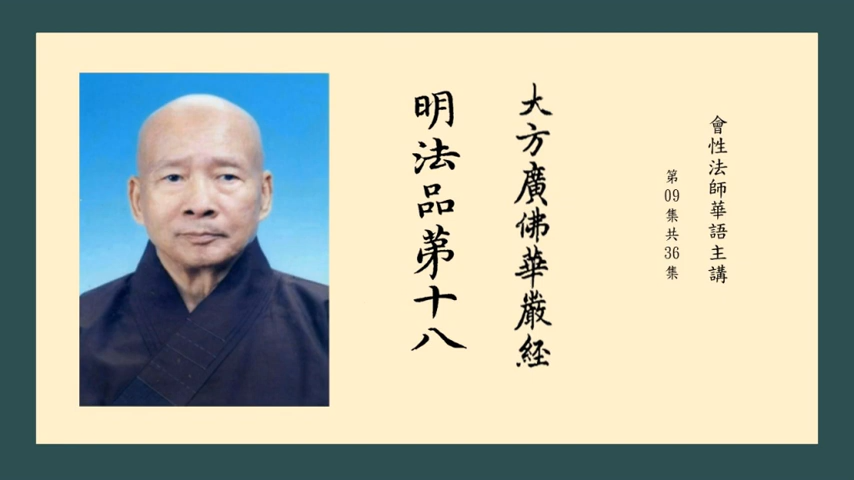 會性法師華語主講
第09集共36集
大方廣佛華嚴經
明法品第十八